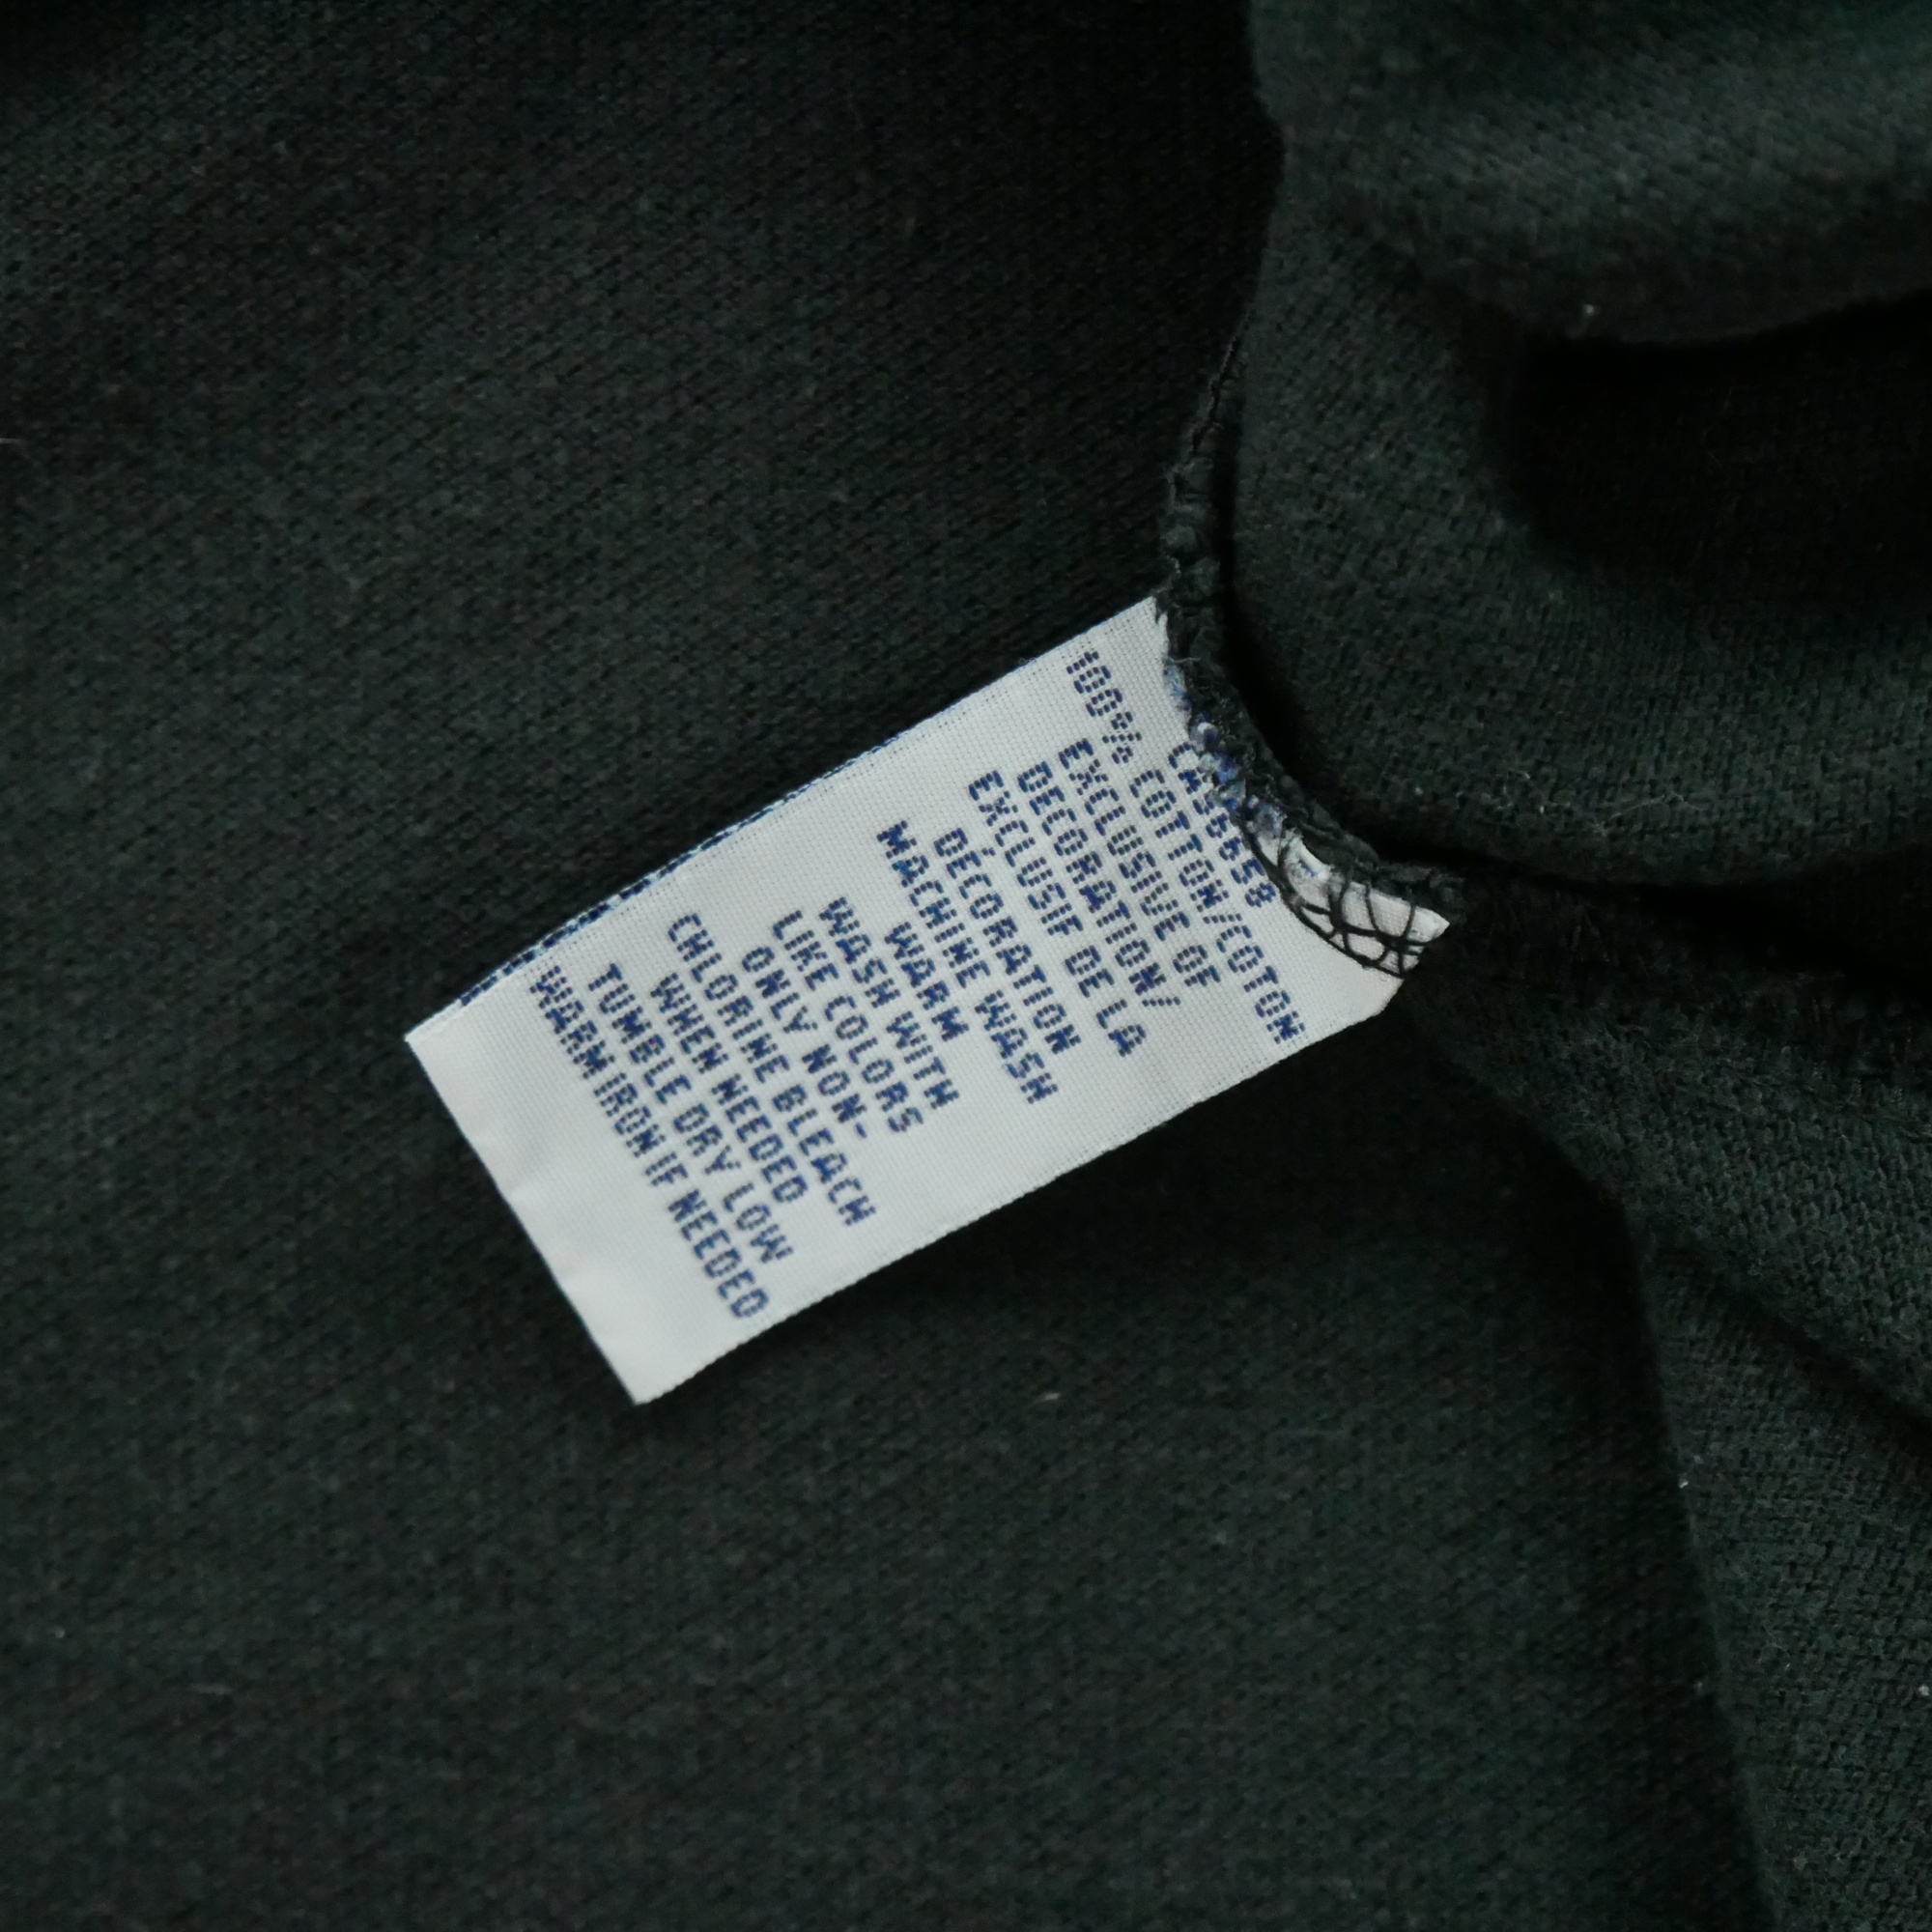 100% COTTON/COTON
EXCLUSIVE OF
DECORATION/
EXCLUSIF DE LA
DÉCORATION
MACHINE WASH
WARM
WASH WITH
LIKE COLORS
ONLY NON-
CHLORINE BLEACH
WHEN NEEDED
TUMBLE DRY LOW
WARM IRON IF NEEDED